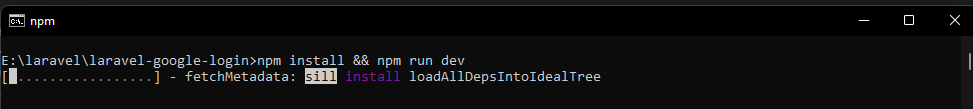 npm
E:\laravel\laravel-google-login>npm install && npm run dev
[ ................] - fetchMetadata: sill install loadAllDepsIntoIdealTree